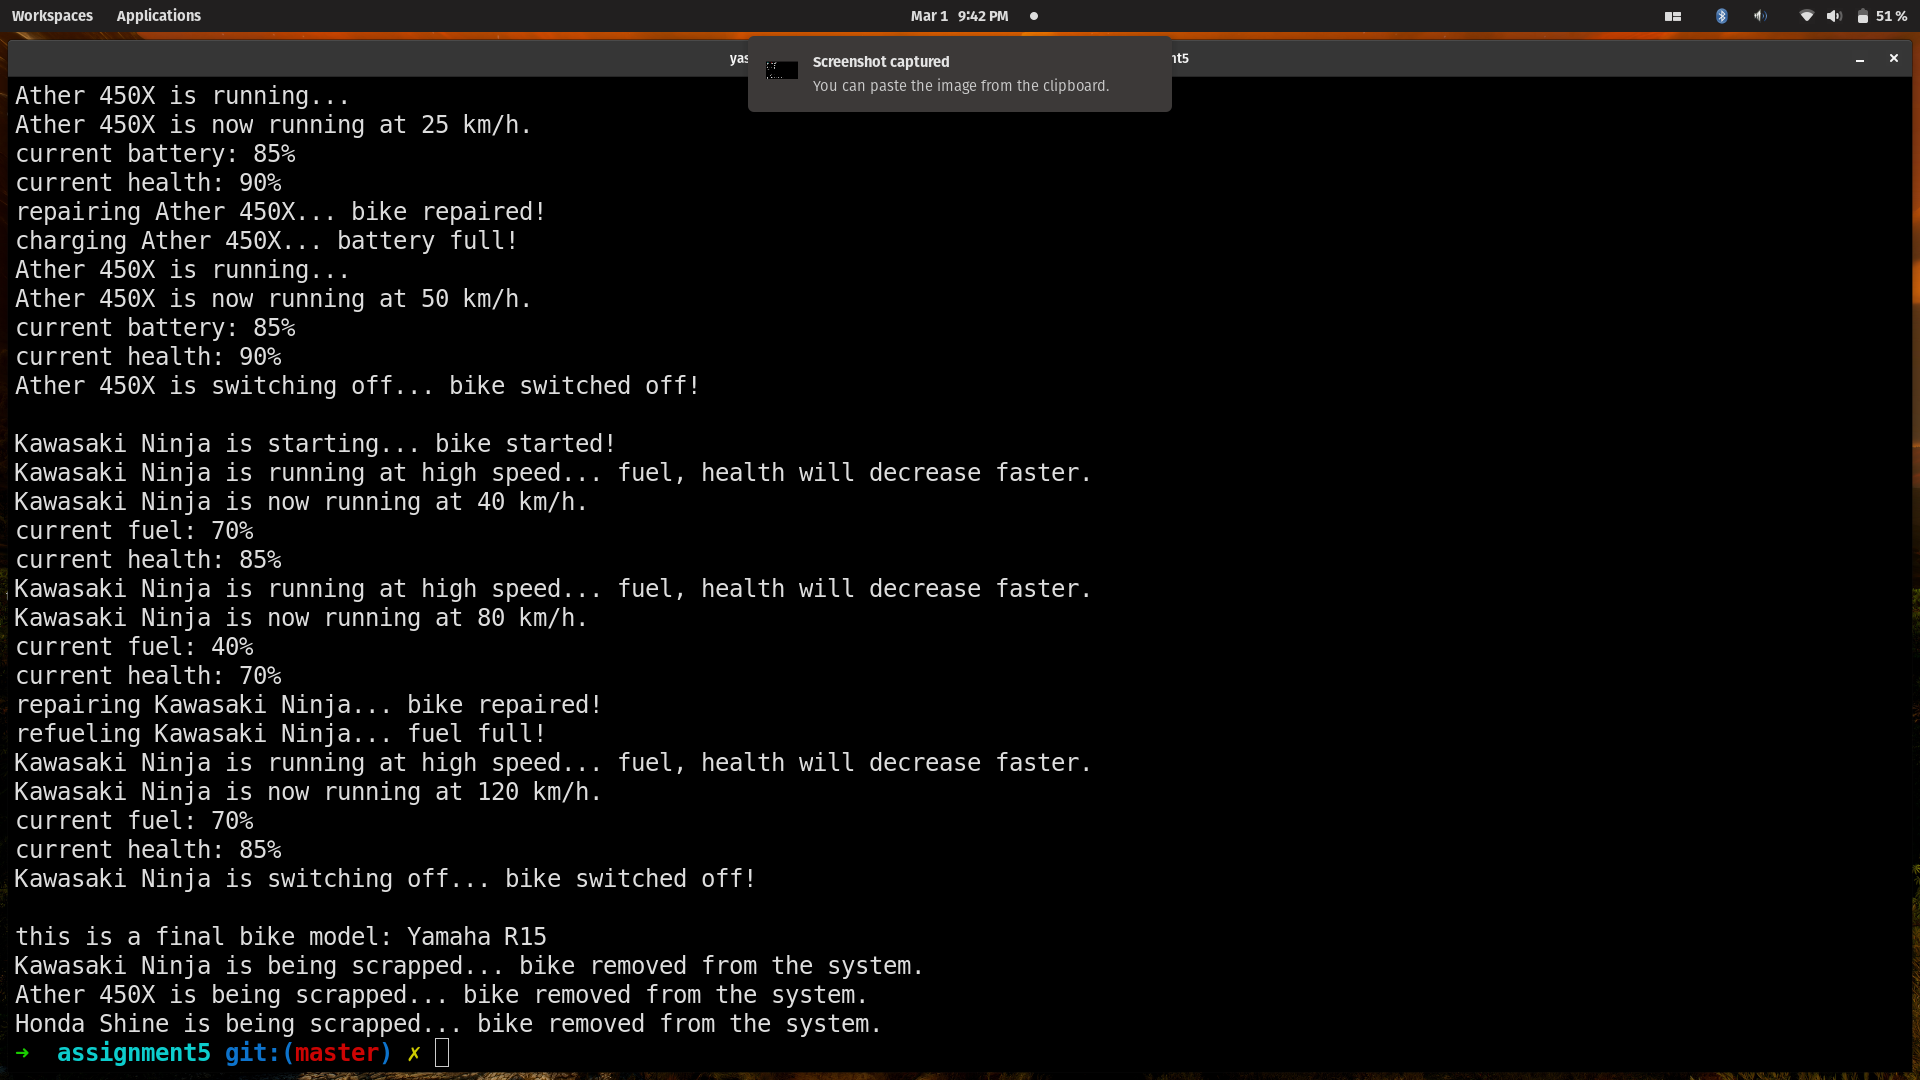 Workspaces Applications Mar 1 9:42 PM 51 %
yas nt5
Screenshot captured
You can paste the image from the clipboard.
Ather 450X is running...
Ather 450X is now running at 25 km/h.
current battery: 85%
current health: 90%
repairing Ather 450X... bike repaired!
charging Ather 450X... battery full!
Ather 450X is running...
Ather 450X is now running at 50 km/h.
current battery: 85%
current health: 90%
Ather 450X is switching off... bike switched off!
Kawasaki Ninja is starting... bike started!
Kawasaki Ninja is running at high speed... fuel, health will decrease faster.
Kawasaki Ninja is now running at 40 km/h.
current fuel: 70%
current health: 85%
Kawasaki Ninja is running at high speed... fuel, health will decrease faster.
Kawasaki Ninja is now running at 80 km/h.
current fuel: 40%
current health: 70%
repairing Kawasaki Ninja... bike repaired!
refueling Kawasaki Ninja... fuel full!
Kawasaki Ninja is running at high speed... fuel, health will decrease faster.
Kawasaki Ninja is now running at 120 km/h.
current fuel: 70%
current health: 85%
Kawasaki Ninja is switching off... bike switched off!
this is a final bike model: Yamaha R15
Kawasaki Ninja is being scrapped... bike removed from the system.
Ather 450X is being scrapped... bike removed from the system.
Honda Shine is being scrapped... bike removed from the system.
➜ assignment5 git:(master) ✗